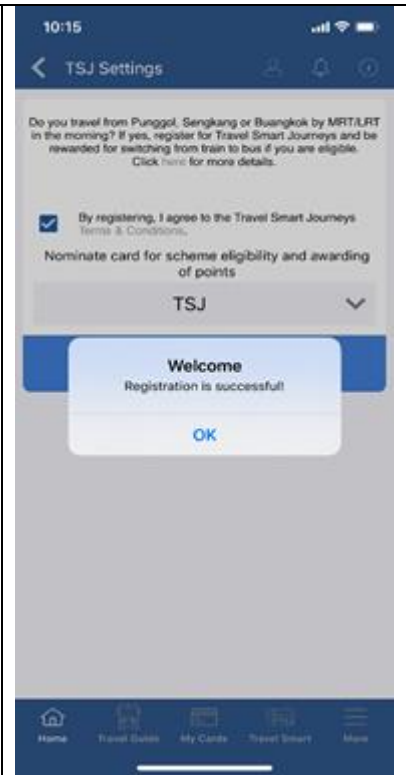 10:15
TSJ Settings
Do you travel from Punggol, Sengkang or Buangkok by MRT/LRT
in the morning? If yes, register for Travel Smart Journeys and be
rewarded for switching from train to bus if you are eligible.
Click here for more details.
By registering, I agree to the Travel Smart Journeys
Terms & Conditions.
Nominate card for scheme eligibility and awarding
of points
TSJ
Welcome
Registration is successful!
OK
Home Travel Guide My Cards Travel Smart More